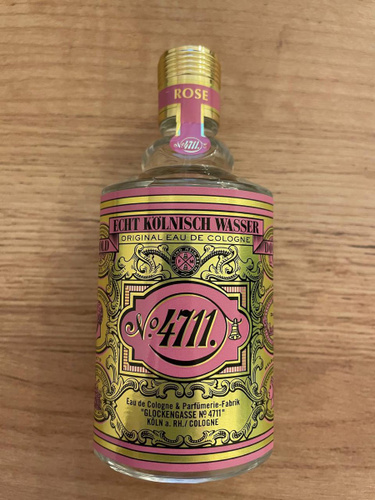 ROSE
No 4711.
ECHT KÖLNISCH WASSER
ORIGINAL EAU DE COLOGNE
No 4711.
Eau de Cologne & Parfümerie-Fabrik
"GLOCKENGASSE No 4711"
KÖLN a. RH./COLOGNE